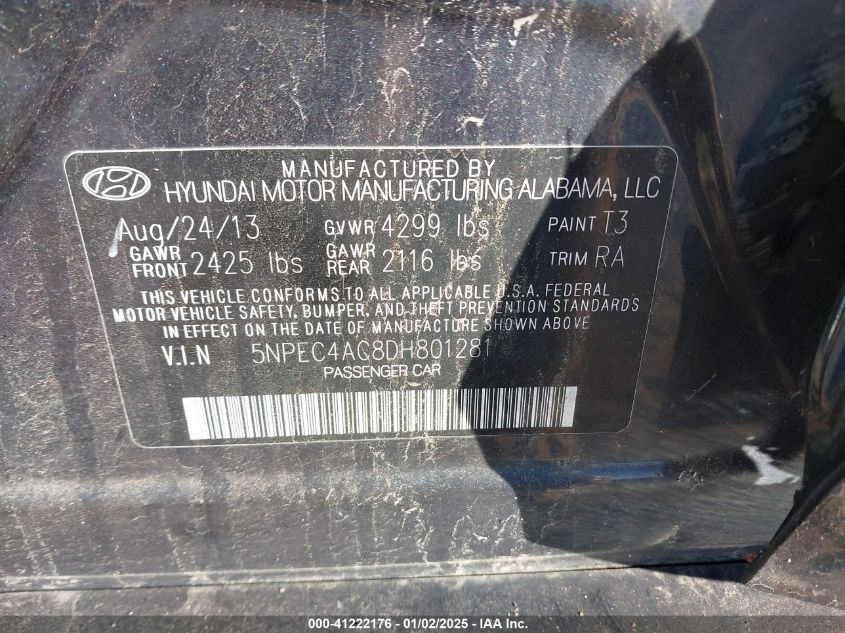 MANUFACTURED BY
HYUNDAI MOTOR MANUFACTURING ALABAMA, LLC
Aug/24/13 GVWR 4299 lbs PAINT T3
GAWR FRONT 2425 lbs GAWR REAR 2116 lbs TRIM RA
THIS VEHICLE CONFORMS TO ALL APPLICABLE U.S.A. FEDERAL
MOTOR VEHICLE SAFETY, BUMPER, AND THEFT PREVENTION STANDARDS
IN EFFECT ON THE DATE OF MANUFACTURE SHOWN ABOVE
V.I.N 5NPEC4AC8DH801281
PASSENGER CAR
000-41222176 - 01/02/2025 - IAA Inc.